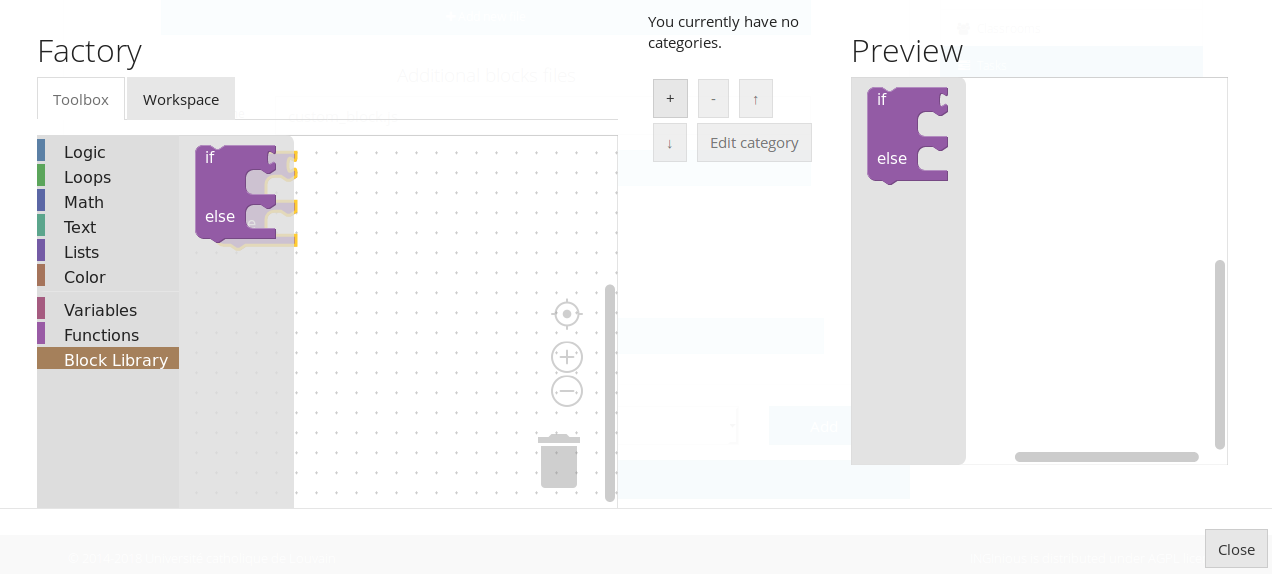 You currently have no
categories.
Factory
Preview
Additional blocks files
Toolbox
Workspace
+
-
↑
↓
Edit category
Logic
Loops
Math
Text
Lists
Color
Variables
Functions
Block Library
if
else
e
if
else
Add
Close